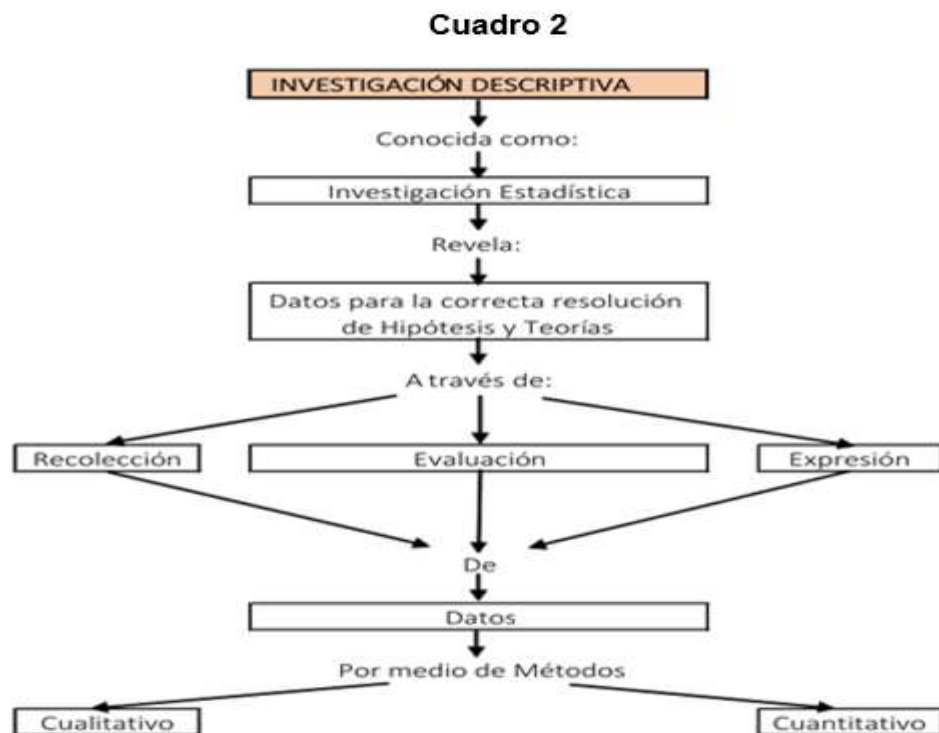 Cuadro 2
INVESTIGACIÓN DESCRIPTIVA
Conocida como:
Investigación Estadística
Revela:
Datos para la correcta resolución
de Hipótesis y Teorías
A través de:
Recolección
Evaluación
Expresión
De
Datos
Por medio de Métodos
Cualitativo
Cuantitativo